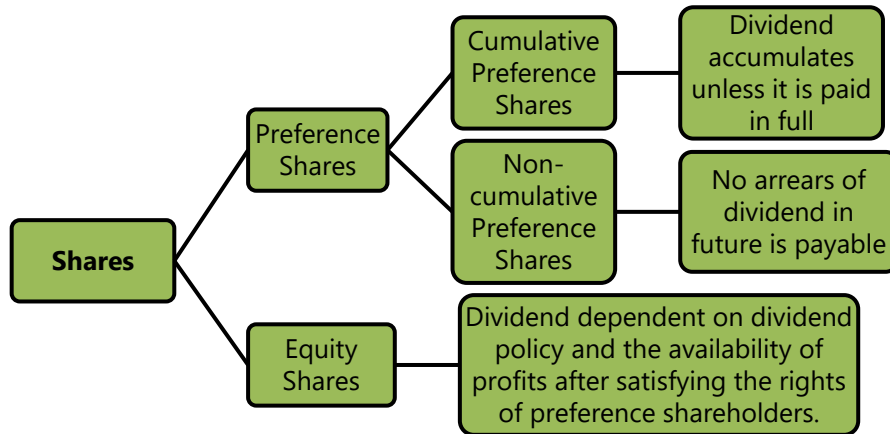 Shares
Preference
Shares
Cumulative
Preference
Shares
Dividend
accumulates
unless it is paid
in full
Non-
cumulative
Preference
Shares
No arrears of
dividend in
future is payable
Equity
Shares
Dividend dependent on dividend
policy and the availability of
profits after satisfying the rights
of preference shareholders.